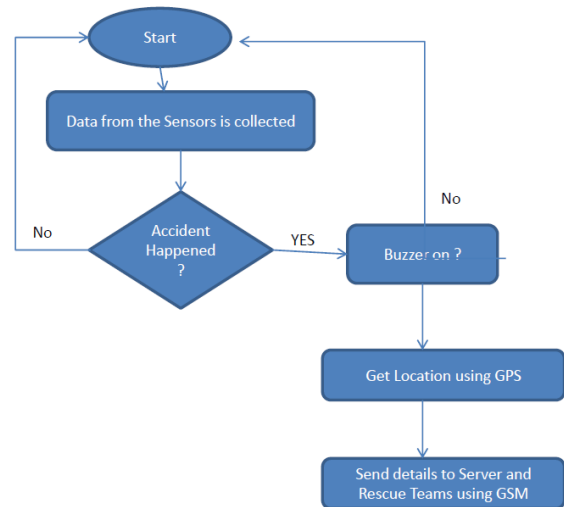 Start
Data from the Sensors is collected
Accident
Happened
?
No
YES
No
Buzzer on ?
Get Location using GPS
Send details to Server and
Rescue Teams using GSM